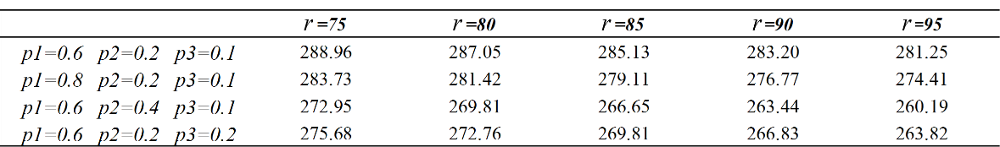 r =75 r =80 r =85 r =90 r =95
p1=0.6 p2=0.2 p3=0.1 288.96 287.05 285.13 283.20 281.25
p1=0.8 p2=0.2 p3=0.1 283.73 281.42 279.11 276.77 274.41
p1=0.6 p2=0.4 p3=0.1 272.95 269.81 266.65 263.44 260.19
p1=0.6 p2=0.2 p3=0.2 275.68 272.76 269.81 266.83 263.82